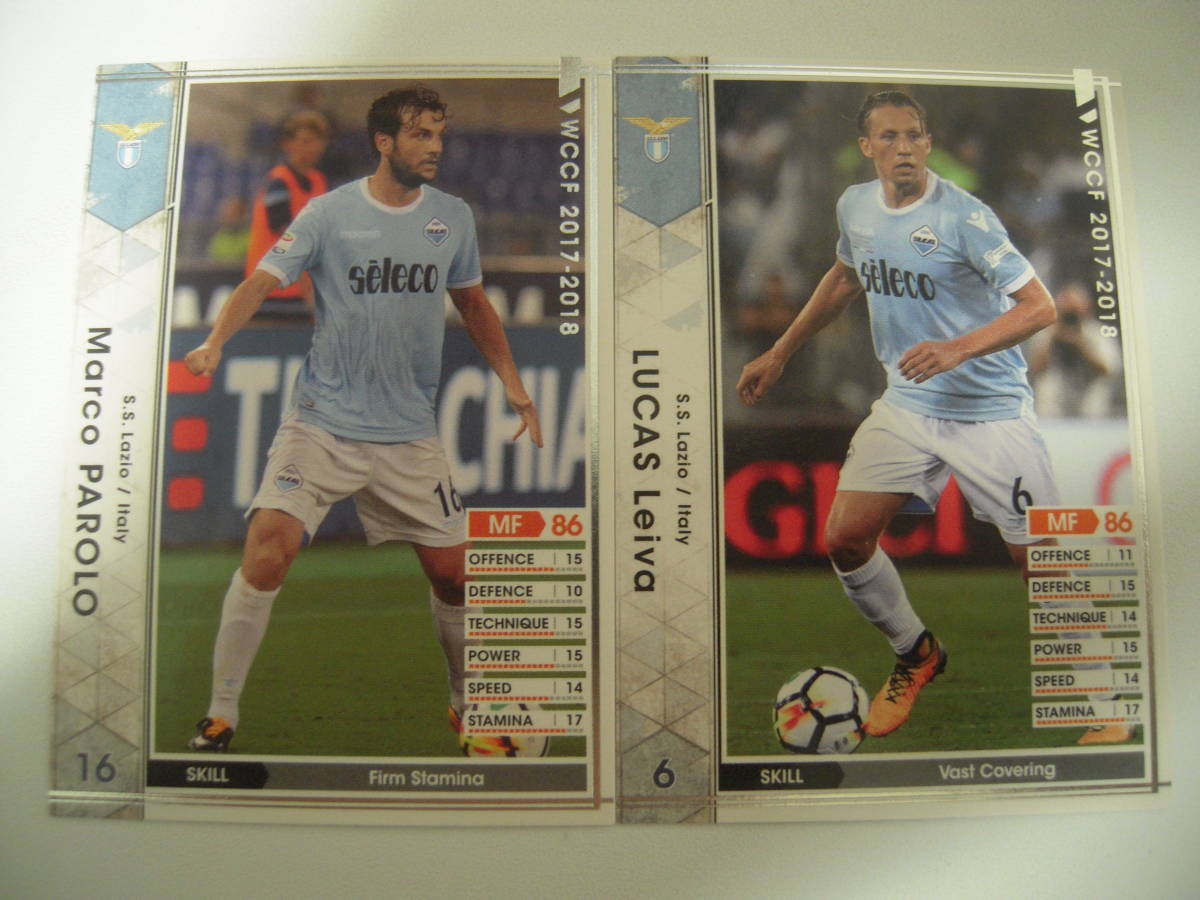 WCCF 2017-2018
Marco PAROLO
S.S. Lazio / Italy
16
sèleco
16
MF 86
OFFENCE 15
DEFENCE 10
TECHNIQUE 15
POWER 15
SPEED 14
STAMINA 17
SKILL Firm Stamina
WCCF 2017-2018
LUCAS Leiva
S.S. Lazio / Italy
6
sèleco
6
MF 86
OFFENCE 11
DEFENCE 15
TECHNIQUE 14
POWER 15
SPEED 14
STAMINA 17
SKILL Vast Covering